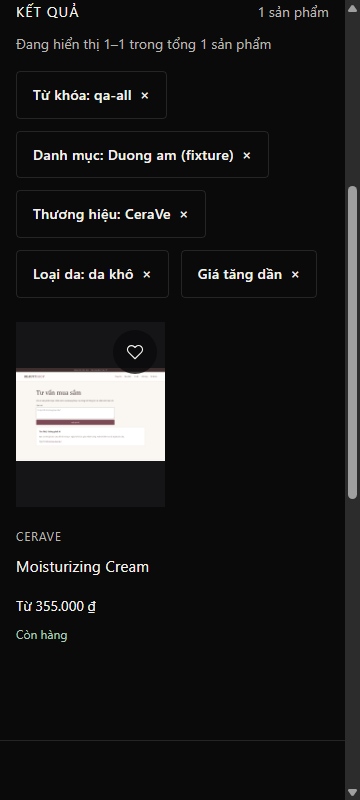 KẾT QUẢ 1 sản phẩm
Đang hiển thị 1–1 trong tổng 1 sản phẩm
Từ khóa: qa-all ×
Danh mục: Duong am (fixture) ×
Thương hiệu: CeraVe ×
Loại da: da khô × Giá tăng dần ×
Tư vấn mua sắm
CERAVE
Moisturizing Cream
Từ 355.000 ₫
Còn hàng